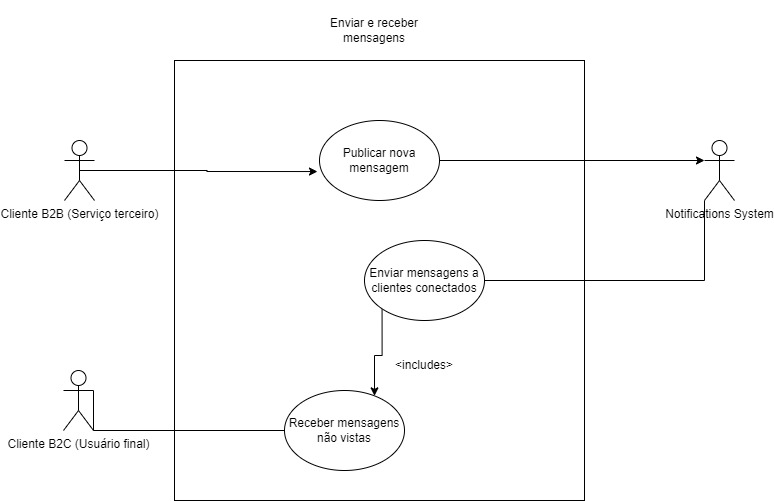 Enviar e receber
mensagens
Publicar nova
mensagem
Cliente B2B (Serviço terceiro)
Notifications System
Enviar mensagens a
clientes conectados
<includes>
Receber mensagens
não vistas
Cliente B2C (Usuário final)